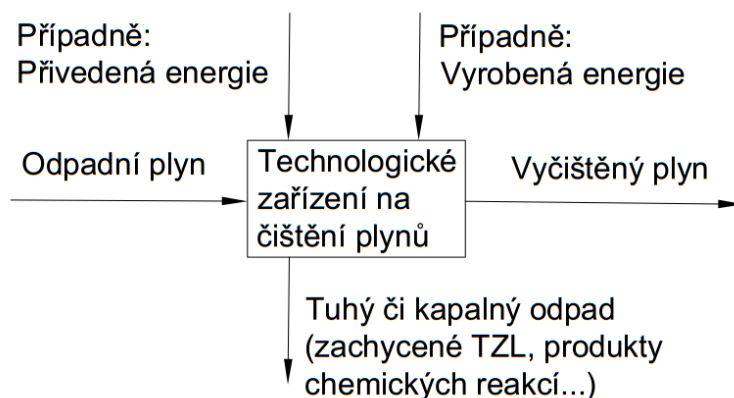 Případně:
Přivedená energie
Případně:
Vyrobená energie
Odpadní plyn
Technologické
zařízení na
čištění plynů
Vyčištěný plyn
Tuhý či kapalný odpad
(zachycené TZL, produkty
chemických reakcí...)